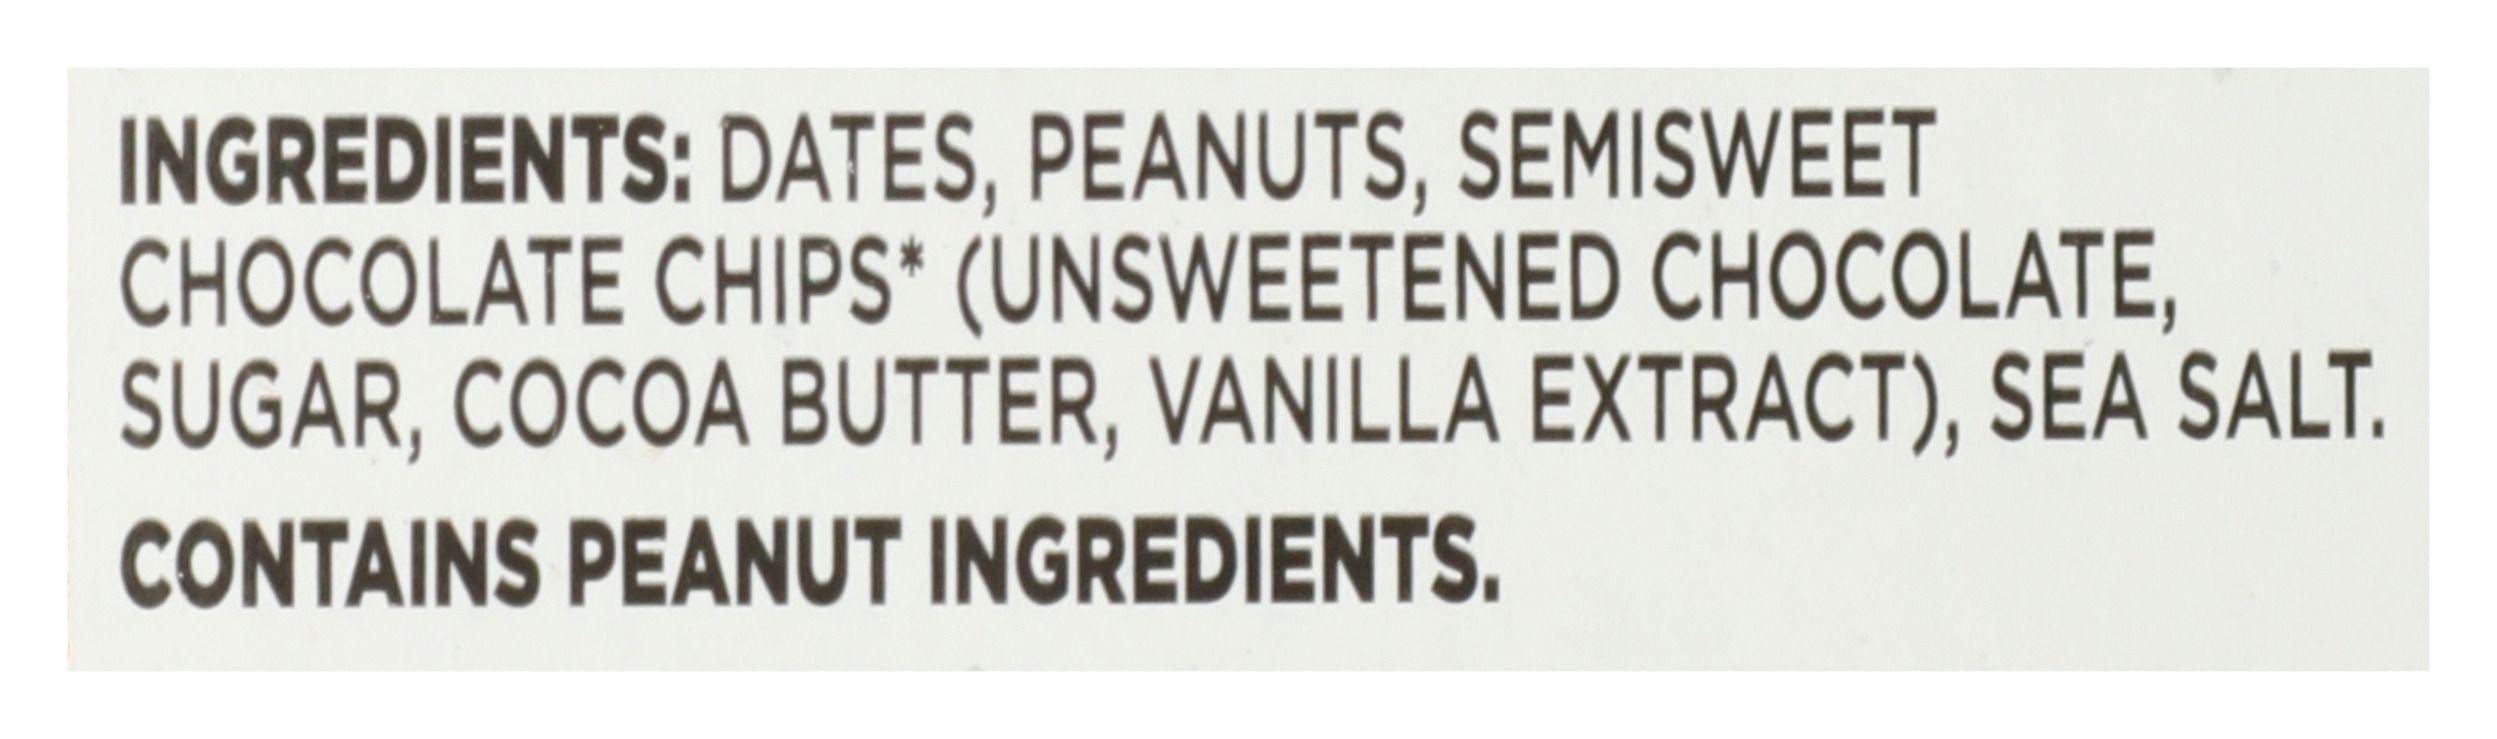 INGREDIENTS: DATES, PEANUTS, SEMISWEET
CHOCOLATE CHIPS* (UNSWEETENED CHOCOLATE,
SUGAR, COCOA BUTTER, VANILLA EXTRACT), SEA SALT.
CONTAINS PEANUT INGREDIENTS.